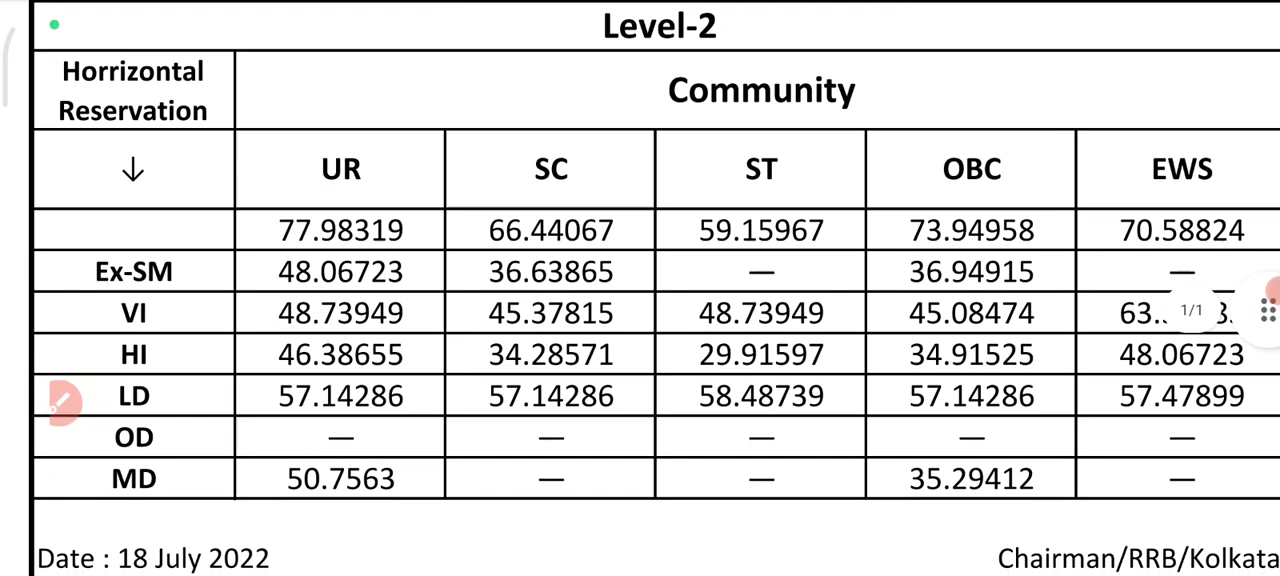 Level-2
Horrizontal
Reservation
Community
↓ UR SC ST OBC EWS
77.98319 66.44067 59.15967 73.94958 70.58824
Ex-SM 48.06723 36.63865 — 36.94915 —
VI 48.73949 45.37815 48.73949 45.08474
1/1
HI 46.38655 34.28571 29.91597 34.91525 48.06723
LD 57.14286 57.14286 58.48739 57.14286 57.47899
OD — — — — —
MD 50.7563 — — 35.29412 —
Date : 18 July 2022
Chairman/RRB/Kolkata